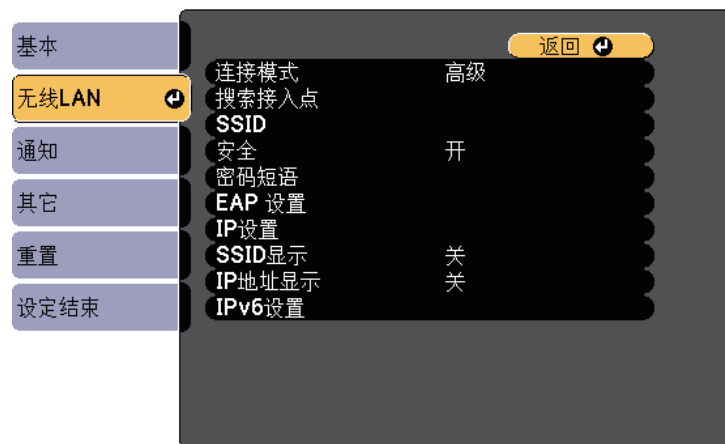 基本
无线LAN
通知
其它
重置
设定结束
返回
连接模式 高级
搜索接入点
SSID
安全 开
密码短语
EAP 设置
IP设置
SSID显示 关
IP地址显示 关
IPv6设置